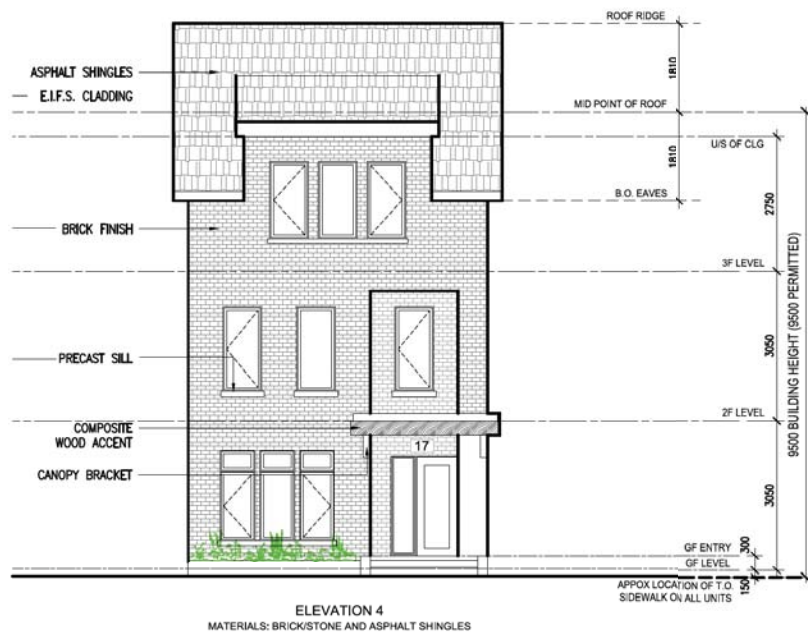 ROOF RIDGE
ASPHALT SHINGLES
1810
E.I.F.S. CLADDING
MID POINT OF ROOF
U/S OF CLG
1810
B.O. EAVES
2750
BRICK FINISH
3F LEVEL
9500 BUILDING HEIGHT (9500 PERMITTED)
3050
PRECAST SILL
2F LEVEL
COMPOSITE
WOOD ACCENT
17
CANOPY BRACKET
3050
GF ENTRY
300
GF LEVEL
150
APPOX LOCATION OF T.O.
SIDEWALK ON ALL UNITS
ELEVATION 4
MATERIALS: BRICK/STONE AND ASPHALT SHINGLES